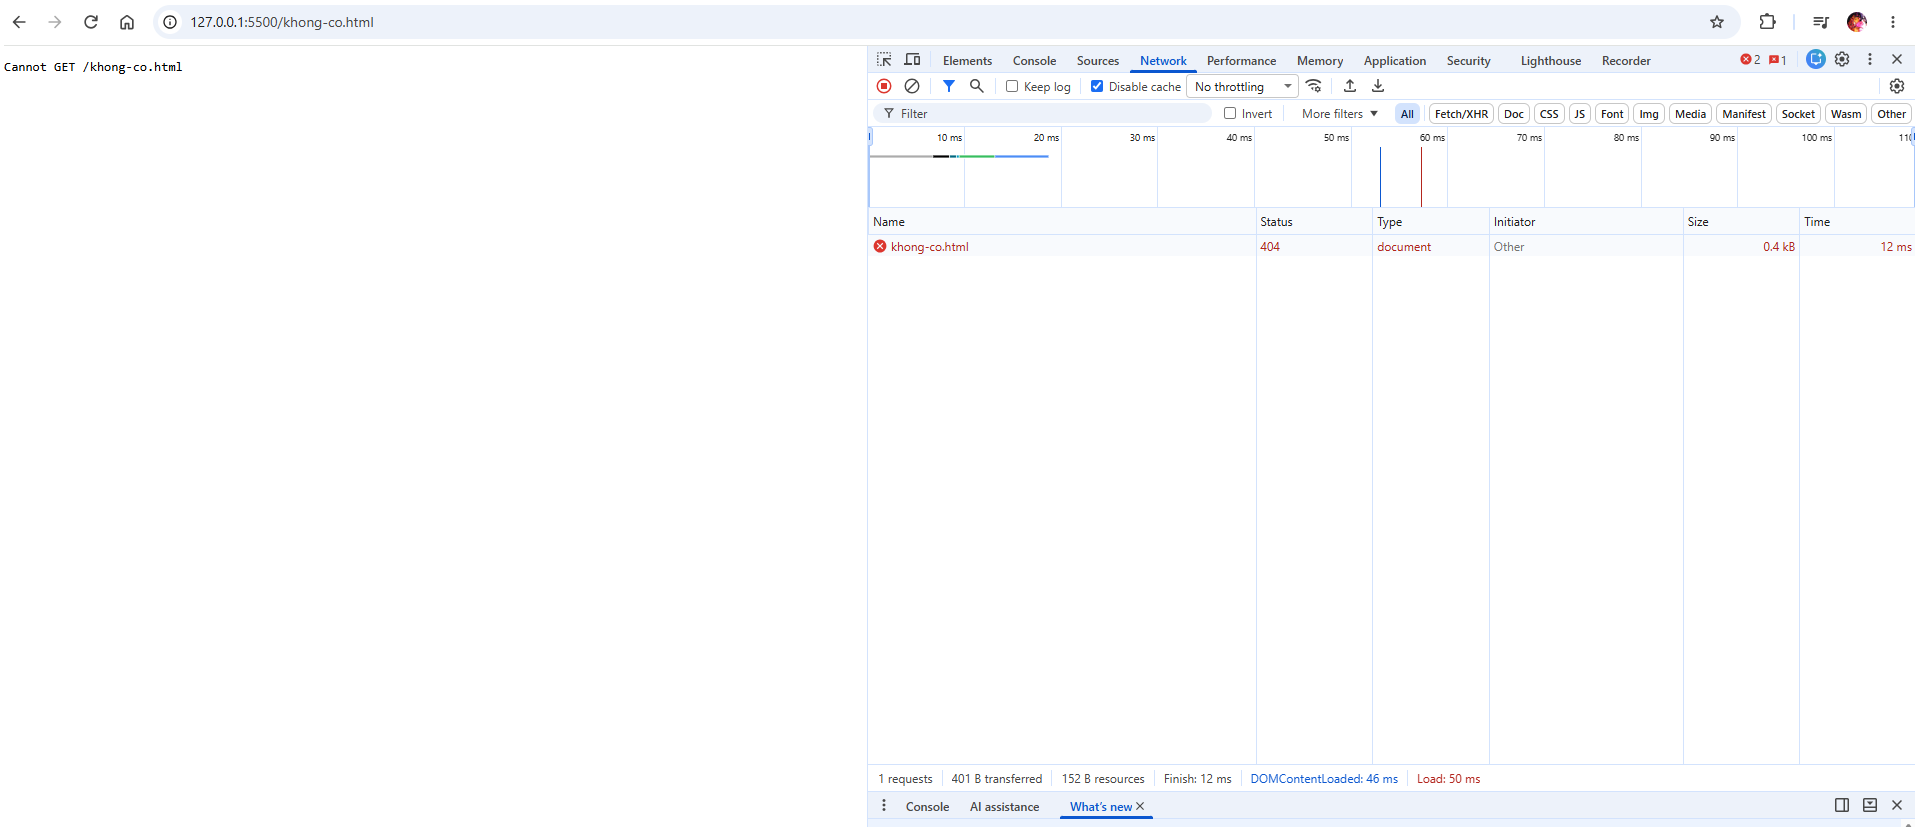 127.0.0.1:5500/khong-co.html
Cannot GET /khong-co.html
Elements Console Sources Network Performance Memory Application Security Lighthouse Recorder 2 1
Keep log Disable cache No throttling
Filter Invert More filters All Fetch/XHR Doc CSS JS Font Img Media Manifest Socket Wasm Other
10 ms 20 ms 30 ms 40 ms 50 ms 60 ms 70 ms 80 ms 90 ms 100 ms
Name Status Type Initiator Size Time
khong-co.html 404 document Other 0.4 kB 12 ms
1 requests 401 B transferred 152 B resources Finish: 12 ms DOMContentLoaded: 46 ms Load: 50 ms
Console AI assistance What's new